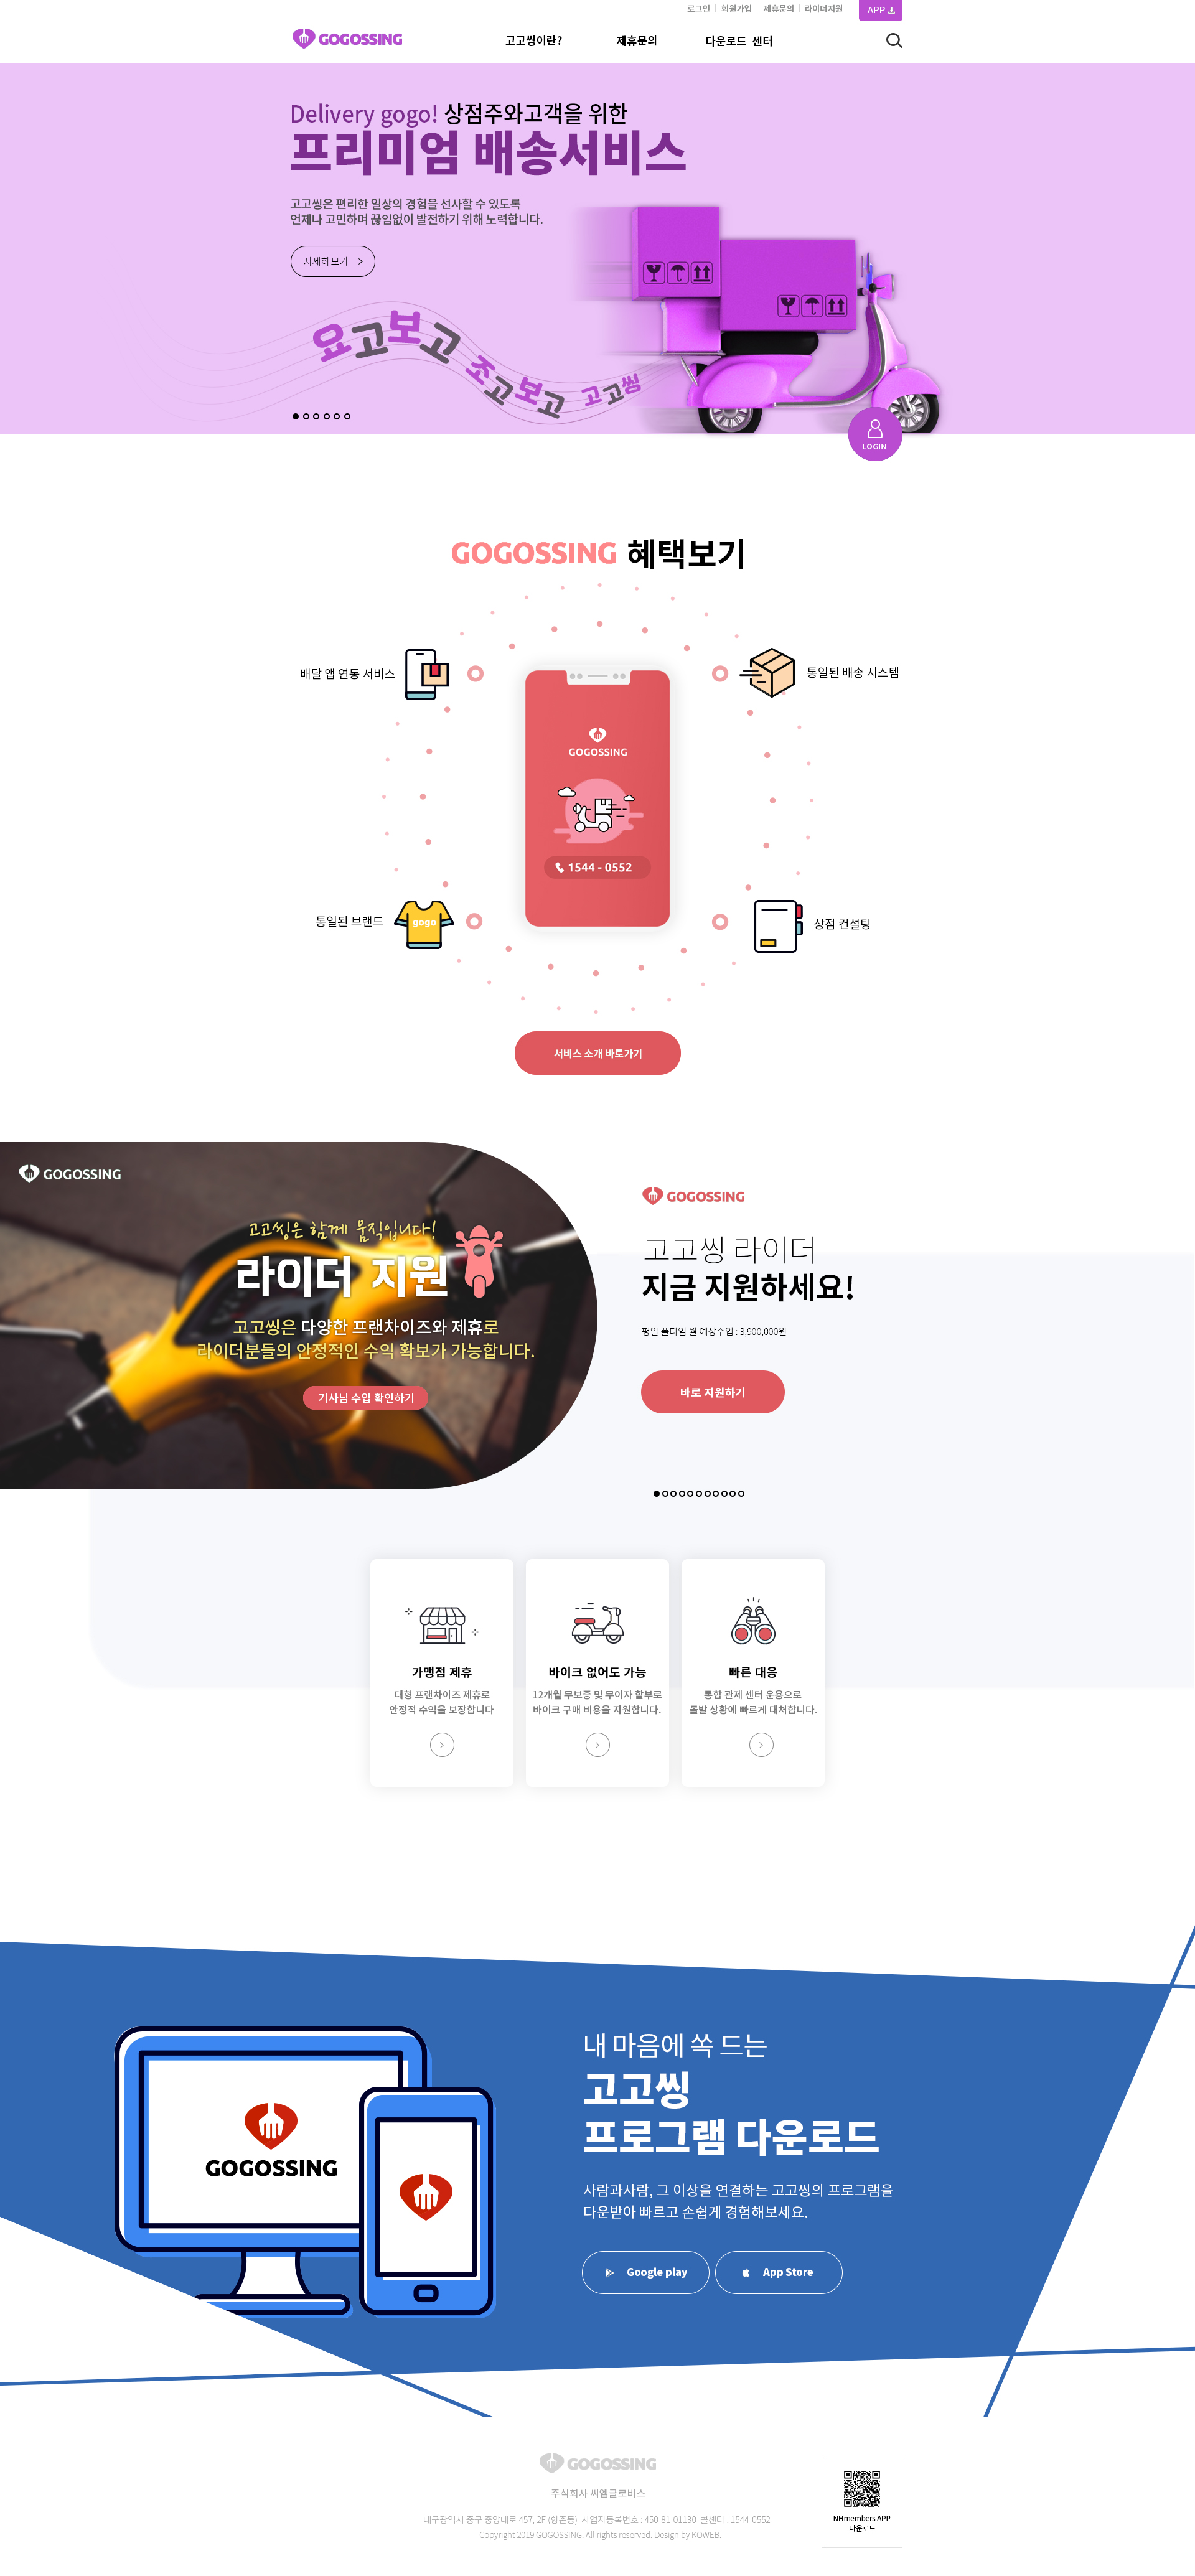 로그인 회원가입 제휴문의 라이더지원 APP
GOGOSSING 고고씽이란? 제휴문의 다운로드 센터
Delivery gogo! 상점주와고객을 위한
프리미엄 배송서비스
고고씽은 편리한 일상의 경험을 선사할 수 있도록
언제나 고민하며 끊임없이 발전하기 위해 노력합니다.
자세히 보기
요고보고 조고보고 고고씽
LOGIN
GOGOSSING 혜택보기
배달 앱 연동 서비스
통일된 배송 시스템
GOGOSSING
1544 - 0552
통일된 브랜드
gogo
상점 컨설팅
서비스 소개 바로가기
GOGOSSING
고고씽은 함께 움직입니다!
라이더 지원
고고씽은 다양한 프랜차이즈와 제휴로
라이더분들의 안정적인 수익 확보가 가능합니다.
기사님 수입 확인하기
GOGOSSING
고고씽 라이더
지금 지원하세요!
평일 풀타임 월 예상수입 : 3,900,000원
바로 지원하기
가맹점 제휴
대형 프랜차이즈 제휴로
안정적 수익을 보장합니다
바이크 없어도 가능
12개월 무보증 및 무이자 할부로
바이크 구매 비용을 지원합니다.
빠른 대응
통합 관제 센터 운용으로
돌발 상황에 빠르게 대처합니다.
GOGOSSING
내 마음에 쏙 드는
고고씽
프로그램 다운로드
사람과사람, 그 이상을 연결하는 고고씽의 프로그램을
다운받아 빠르고 손쉽게 경험해보세요.
Google play
App Store
GOGOSSING
주식회사 씨엠글로비스
대구광역시 중구 중앙대로 457, 2F (향촌동) 사업자등록번호 : 450-81-01130 콜센터 : 1544-0552
Copyright 2019 GOGOSSING. All rights reserved. Design by KOWEB.
NHmembers APP
다운로드